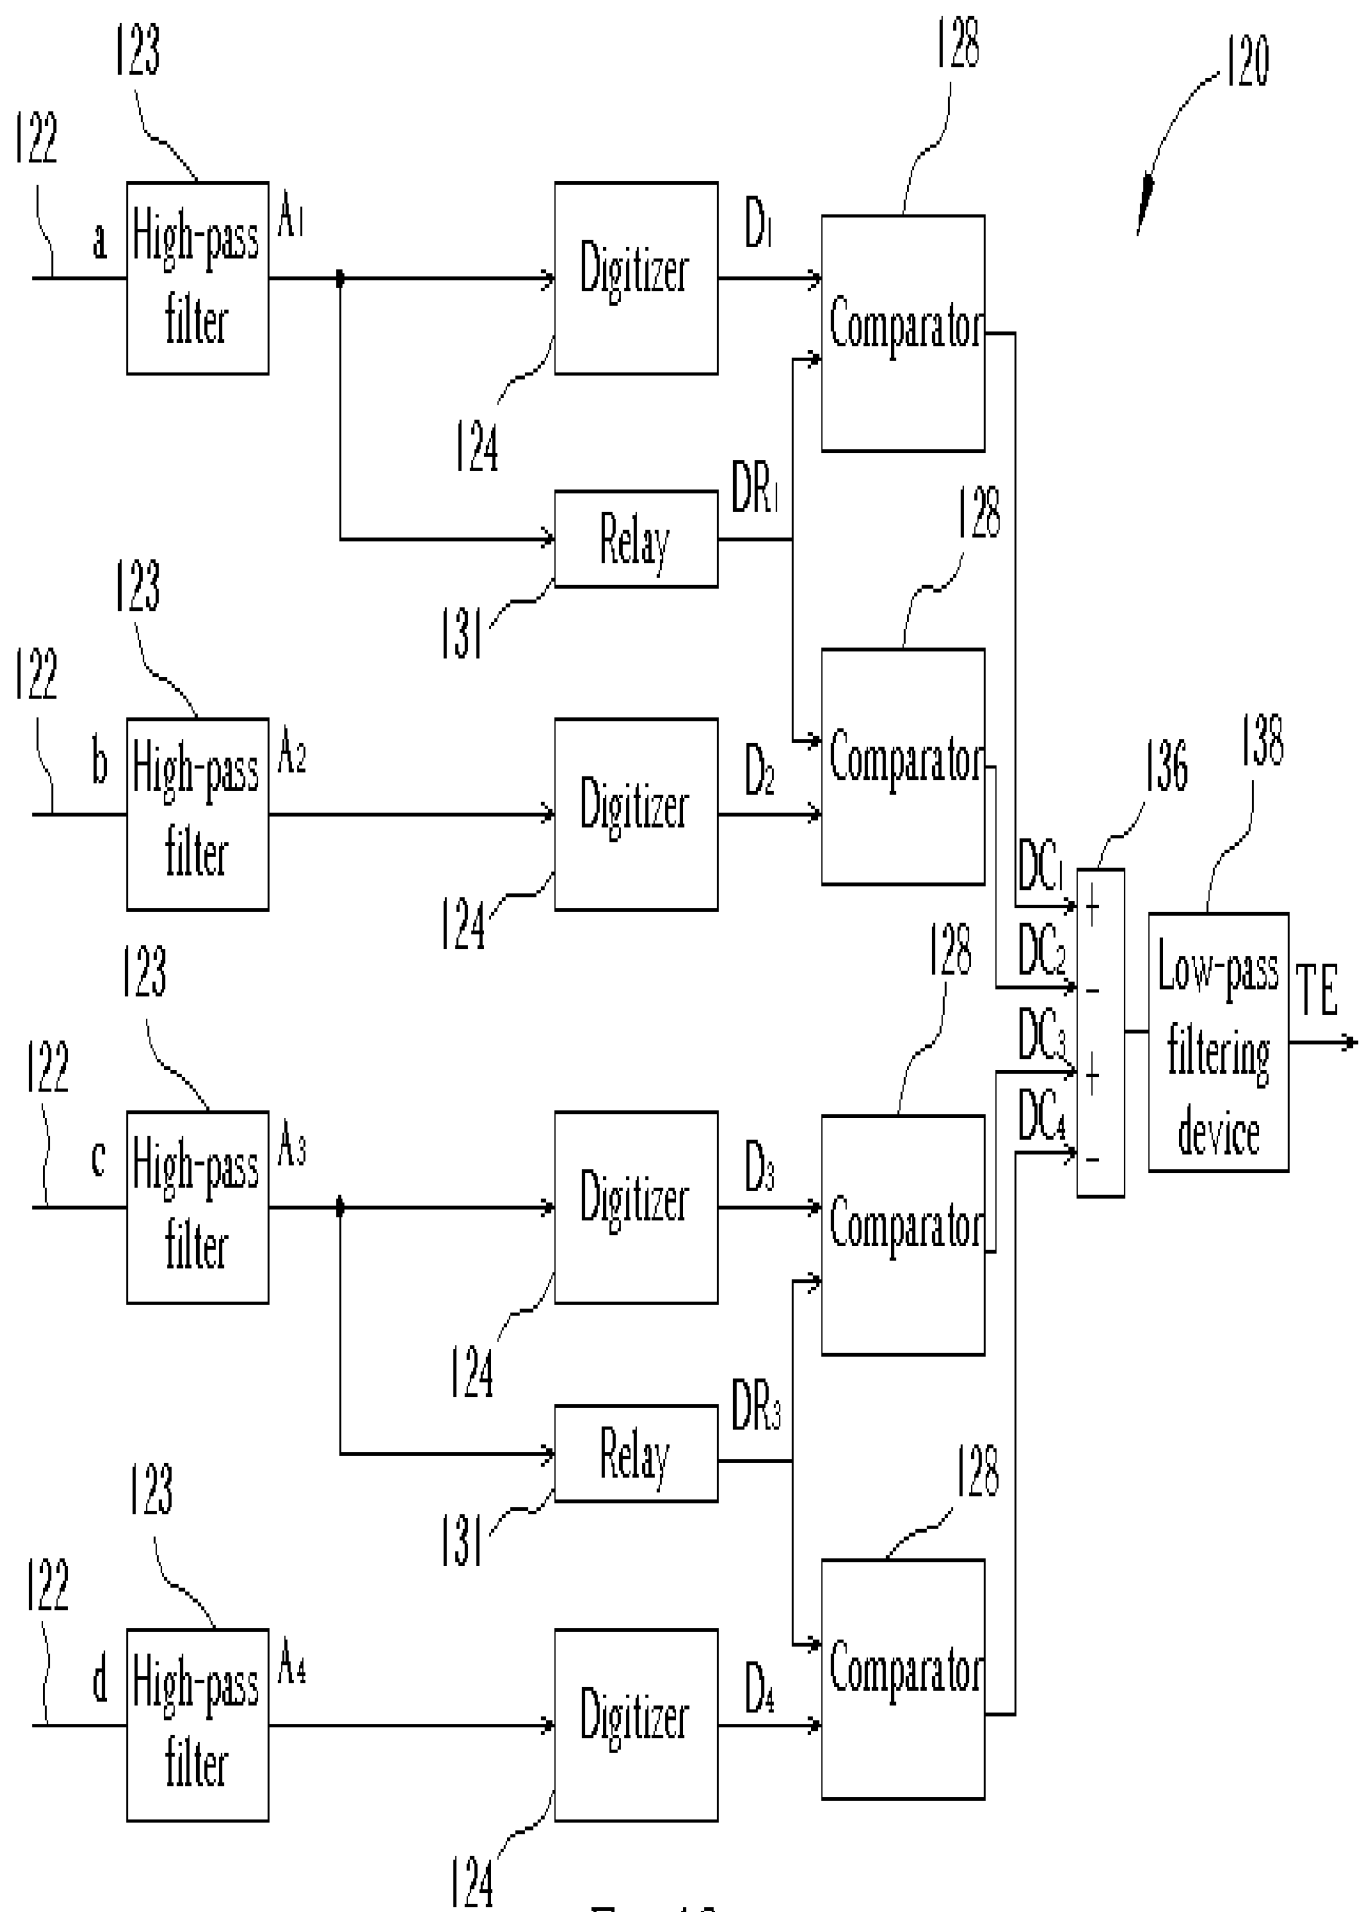 123
128
120
122
a
High-pass
filter
A1
Digitizer
D1
Comparator
124
DR1
Relay
131
128
123
122
b
High-pass
filter
A2
Digitizer
D2
Comparator
124
136
138
DC1
+
DC2
-
DC3
+
DC4
-
Low-pass
filtering
device
TE
123
128
122
c
High-pass
filter
A3
Digitizer
D3
Comparator
124
DR3
Relay
131
128
123
122
d
High-pass
filter
A4
Digitizer
D4
Comparator
124